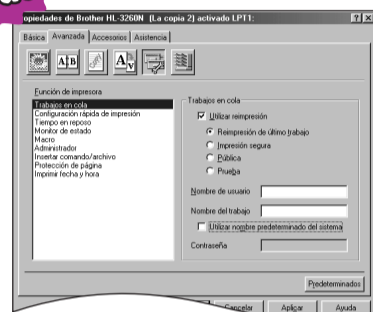 opiedades de Brother HL-3260N (La copia 2) activado LPT1:
Básica Avanzada Accesorios Asistencia
Función de impresora
Trabajos en cola
Configuración rápida de impresión
Tiempo en reposo
Monitor de estado
Macro
Administrador
Insertar comando/archivo
Protección de página
Imprimir fecha y hora
Trabajos en cola
Utilizar reimpresión
Reimpresión de último trabajo
Impresión segura
Pública
Prueba
Nombre de usuario
Nombre del trabajo
Utilizar nombre predeterminado del sistema
Contraseña
Predeterminados
Cancelar Aplicar Ayuda